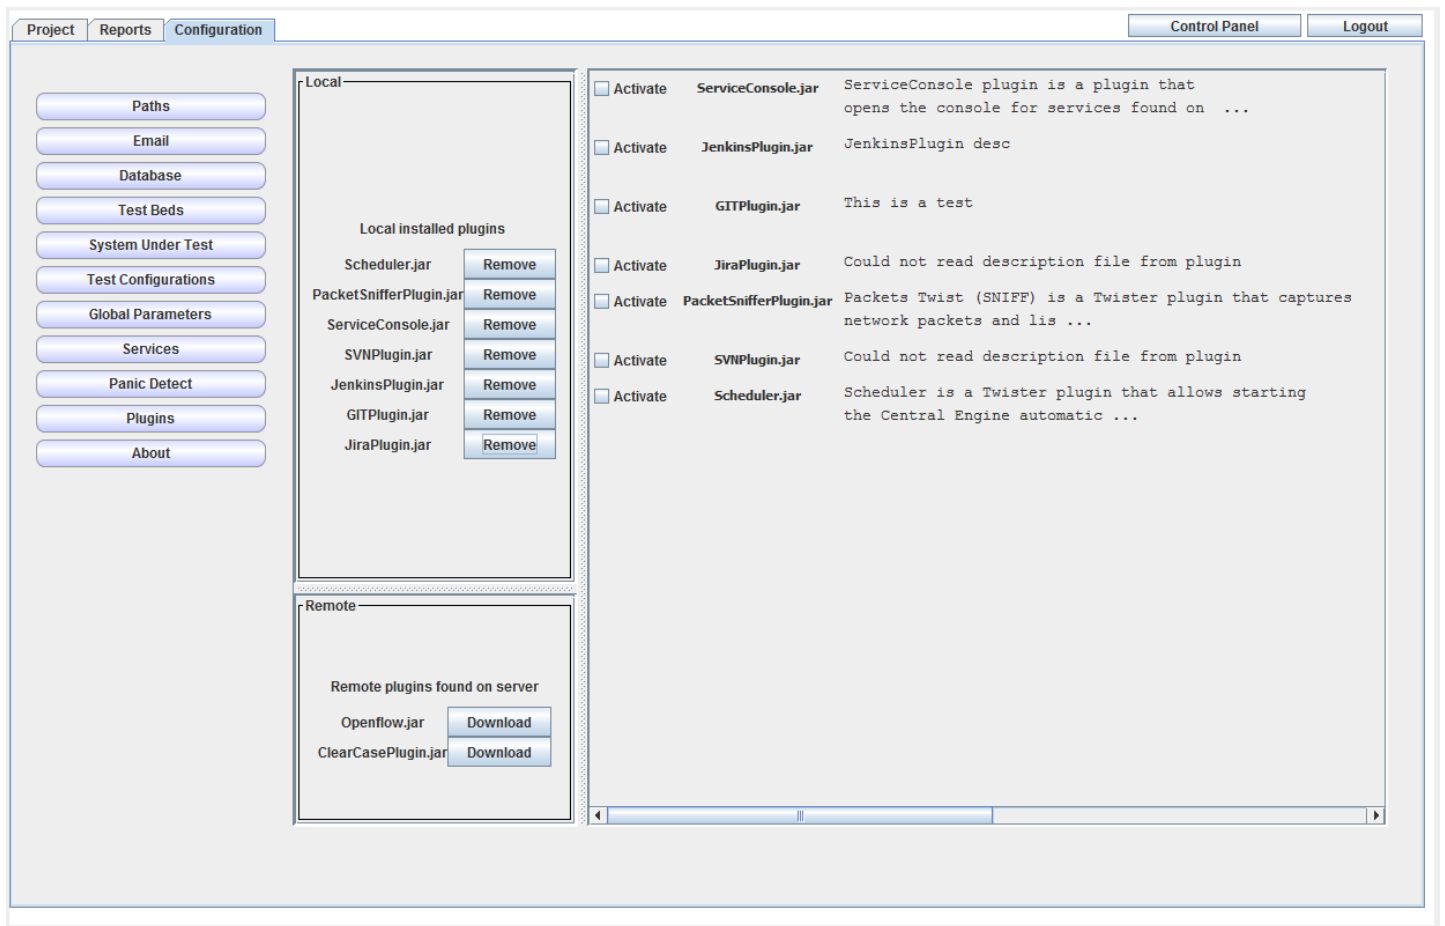 Project Reports Configuration Control Panel Logout
Paths
Email
Database
Test Beds
System Under Test
Test Configurations
Global Parameters
Services
Panic Detect
Plugins
About
Local
Local installed plugins
Scheduler.jar Remove
PacketSnifferPlugin.jar Remove
ServiceConsole.jar Remove
SVNPlugin.jar Remove
JenkinsPlugin.jar Remove
GITPlugin.jar Remove
JiraPlugin.jar Remove
Remote
Remote plugins found on server
Openflow.jar Download
ClearCasePlugin.jar Download
Activate ServiceConsole.jar ServiceConsole plugin is a plugin that
opens the console for services found on ...
Activate JenkinsPlugin.jar JenkinsPlugin desc
Activate GITPlugin.jar This is a test
Activate JiraPlugin.jar Could not read description file from plugin
Activate PacketSnifferPlugin.jar Packets Twist (SNIFF) is a Twister plugin that captures
network packets and lis ...
Activate SVNPlugin.jar Could not read description file from plugin
Activate Scheduler.jar Scheduler is a Twister plugin that allows starting
the Central Engine automatic ...